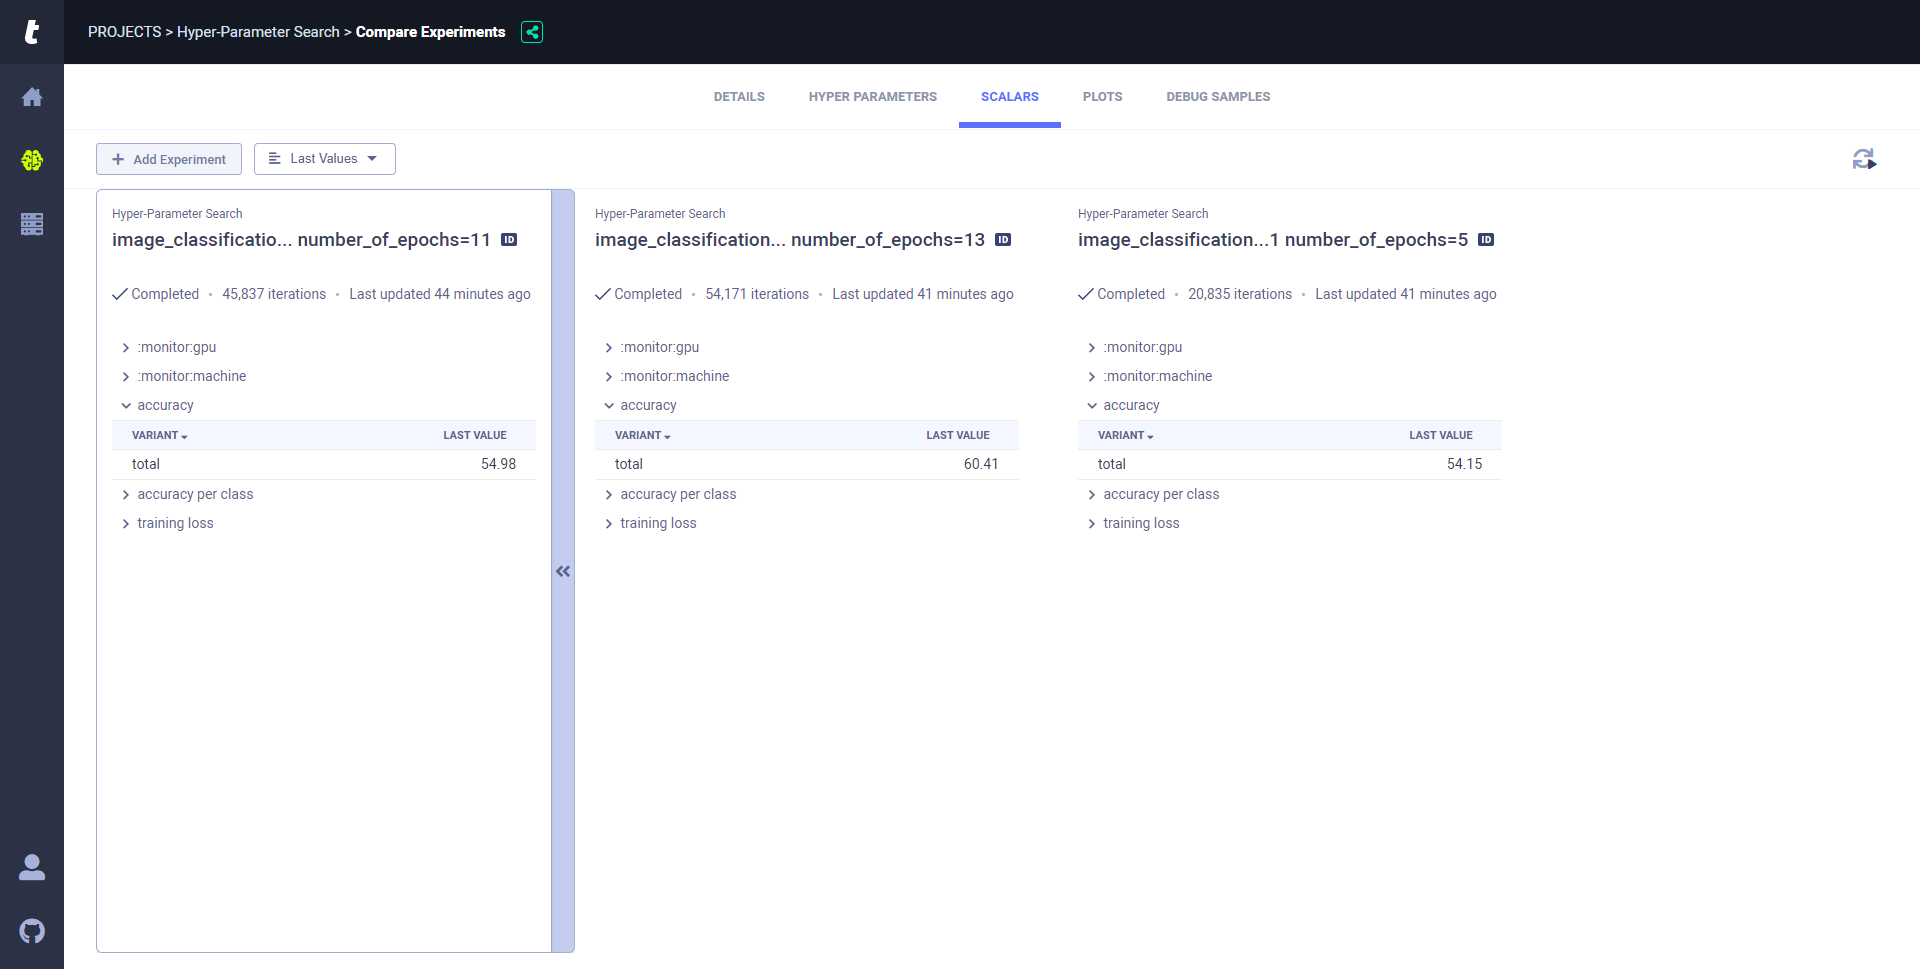 t
PROJECTS > Hyper-Parameter Search > Compare Experiments
DETAILS HYPER PARAMETERS SCALARS PLOTS DEBUG SAMPLES
+ Add Experiment Last Values
Hyper-Parameter Search
image_classificatio... number_of_epochs=11 ID
Completed • 45,837 iterations • Last updated 44 minutes ago
:monitor:gpu
:monitor:machine
accuracy
VARIANT LAST VALUE
total 54.98
accuracy per class
training loss
Hyper-Parameter Search
image_classification... number_of_epochs=13 ID
Completed • 54,171 iterations • Last updated 41 minutes ago
:monitor:gpu
:monitor:machine
accuracy
VARIANT LAST VALUE
total 60.41
accuracy per class
training loss
Hyper-Parameter Search
image_classification...1 number_of_epochs=5 ID
Completed • 20,835 iterations • Last updated 41 minutes ago
:monitor:gpu
:monitor:machine
accuracy
VARIANT LAST VALUE
total 54.15
accuracy per class
training loss